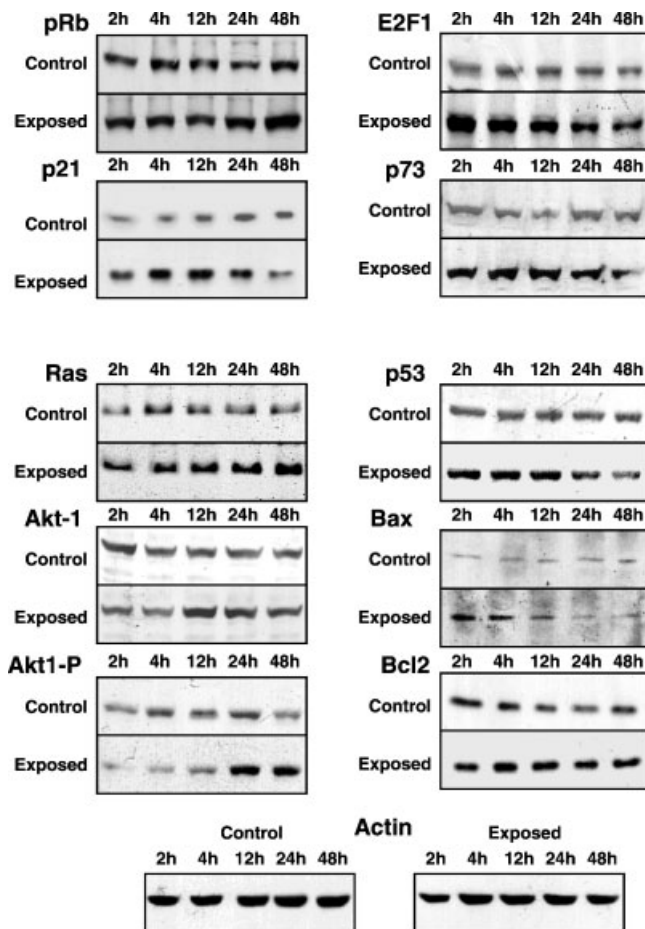 pRb 2h 4h 12h 24h 48h
Control
Exposed
p21 2h 4h 12h 24h 48h
Control
Exposed
E2F1 2h 4h 12h 24h 48h
Control
Exposed
p73 2h 4h 12h 24h 48h
Control
Exposed
Ras 2h 4h 12h 24h 48h
Control
Exposed
Akt-1 2h 4h 12h 24h 48h
Control
Exposed
Akt1-P 2h 4h 12h 24h 48h
Control
Exposed
p53 2h 4h 12h 24h 48h
Control
Exposed
Bax 2h 4h 12h 24h 48h
Control
Exposed
Bcl2 2h 4h 12h 24h 48h
Control
Exposed
Control Actin Exposed
2h 4h 12h 24h 48h 2h 4h 12h 24h 48h